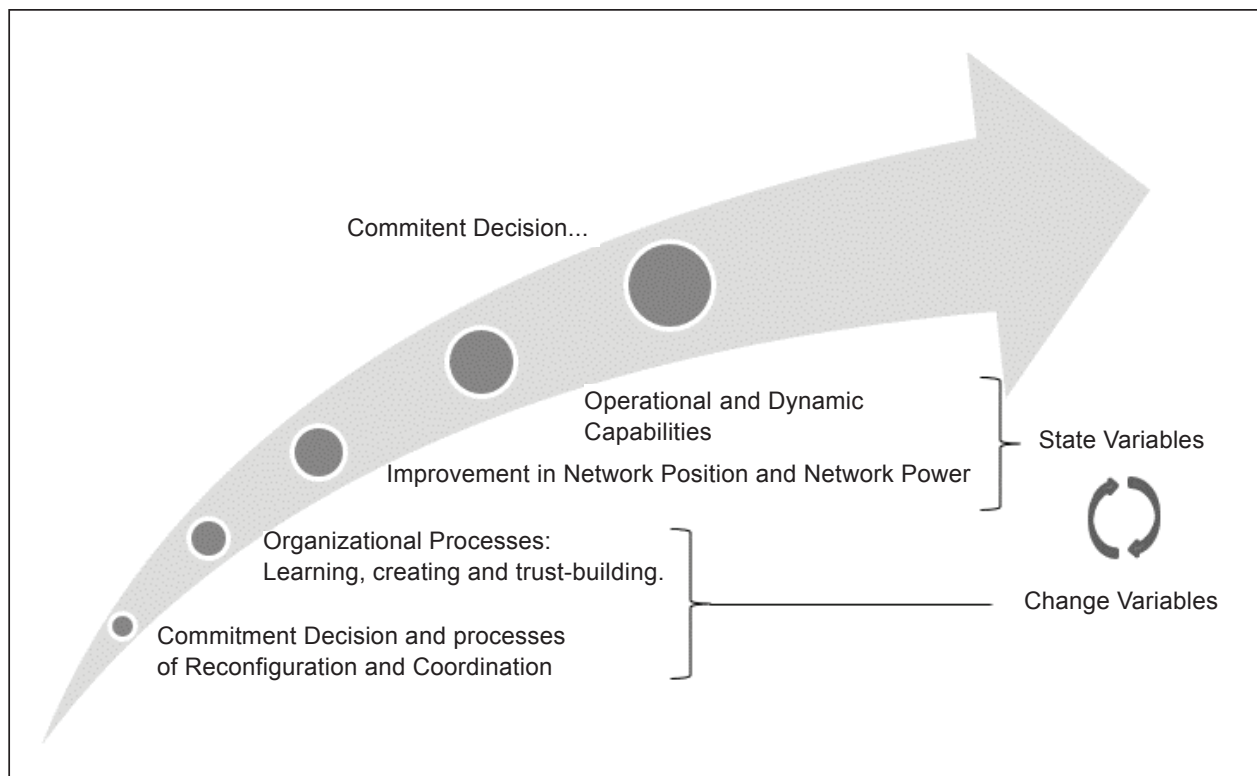 Commitent Decision...
Operational and Dynamic
Capabilities
State Variables
Improvement in Network Position and Network Power
Organizational Processes:
Learning, creating and trust-building.
Change Variables
Commitment Decision and processes
of Reconfiguration and Coordination